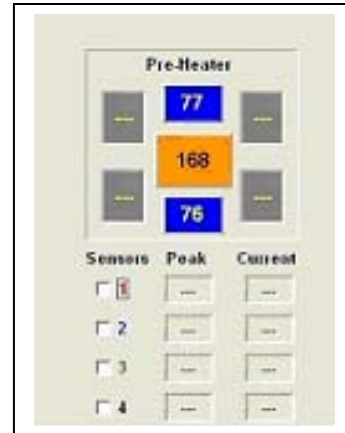 Pre-Heater
--- 77 ---
168
--- 76 ---
Sensors Peak Current
1 --- ---
2 --- ---
3 --- ---
4 --- ---